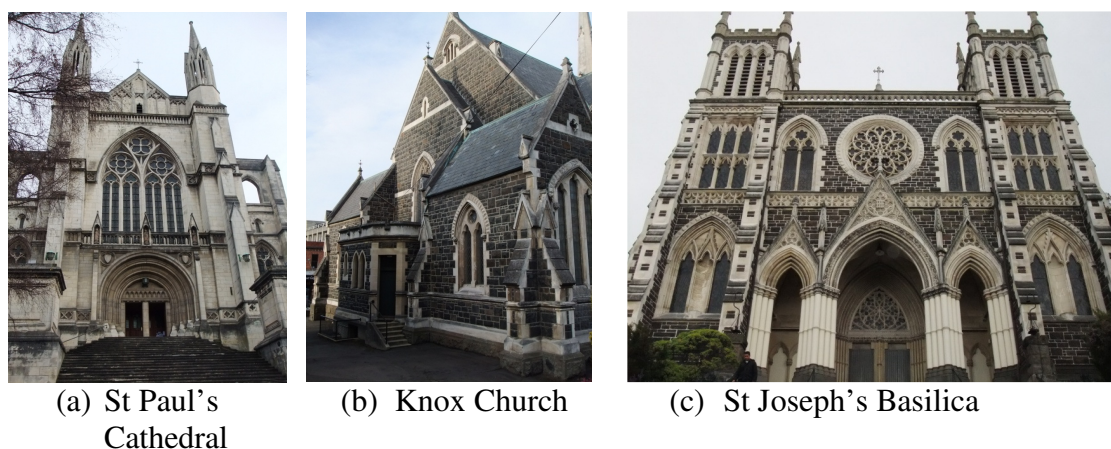 (a) St Paul's
Cathedral
(b) Knox Church
(c) St Joseph's Basilica